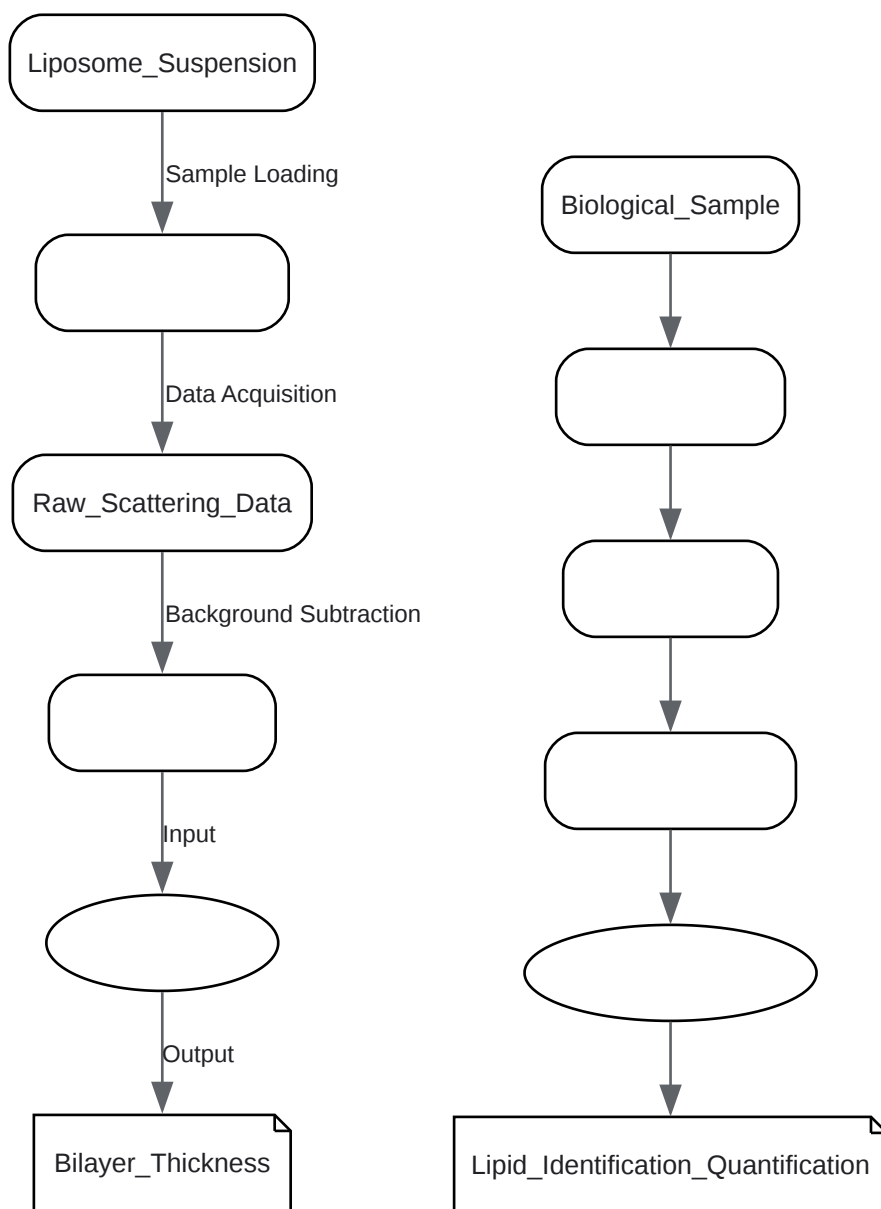 Liposome_Suspension
Sample Loading
Data Acquisition
Raw_Scattering_Data
Background Subtraction
Input
Output
Bilayer_Thickness
Biological_Sample
Lipid_Identification_Quantification